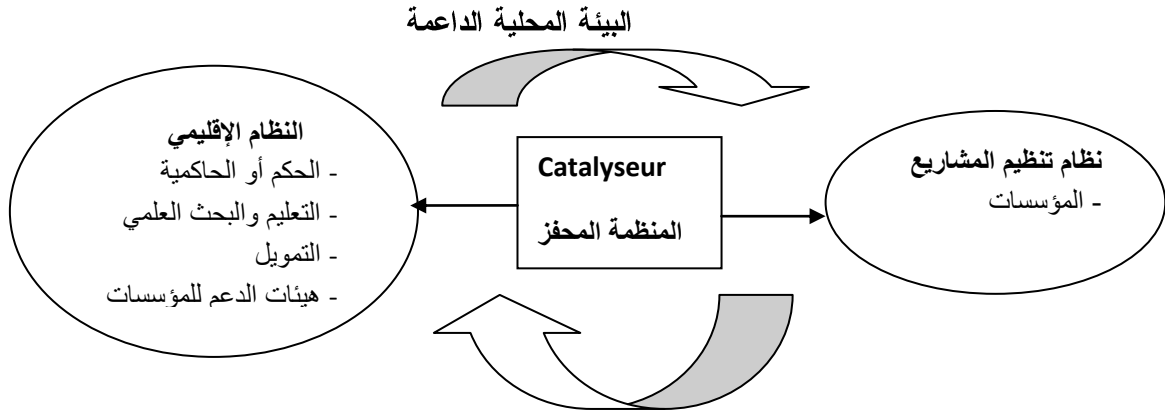 البيئة المحلية الداعمة
نظام تنظيم المشاريع
- المؤسسات
Catalyseur
المنظمة المحفز
النظام الإقليمي
- الحكم أو الحاكمية
- التعليم والبحث العلمي
- التمويل
- هيئات الدعم للمؤسسات